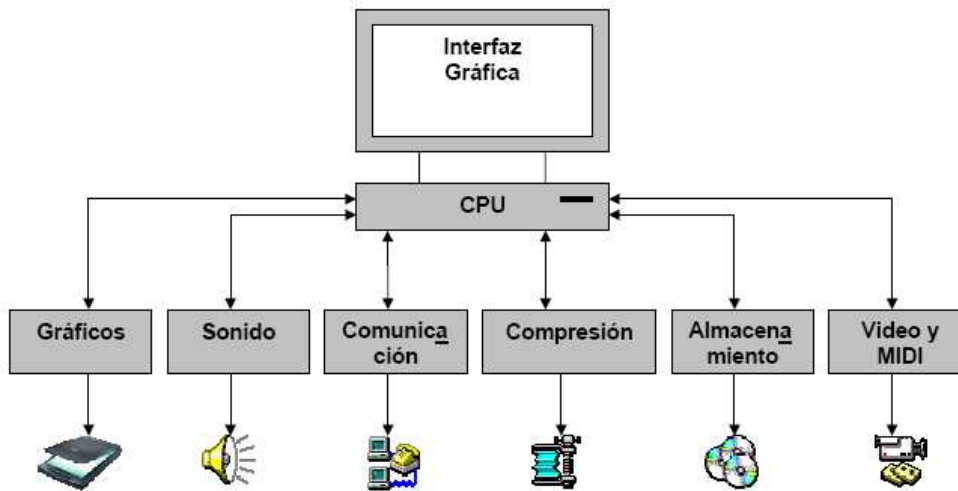 Interfaz
Gráfica
CPU
Gráficos
Sonido
Comunica
ción
Compresión
Almacena
miento
Video y
MIDI